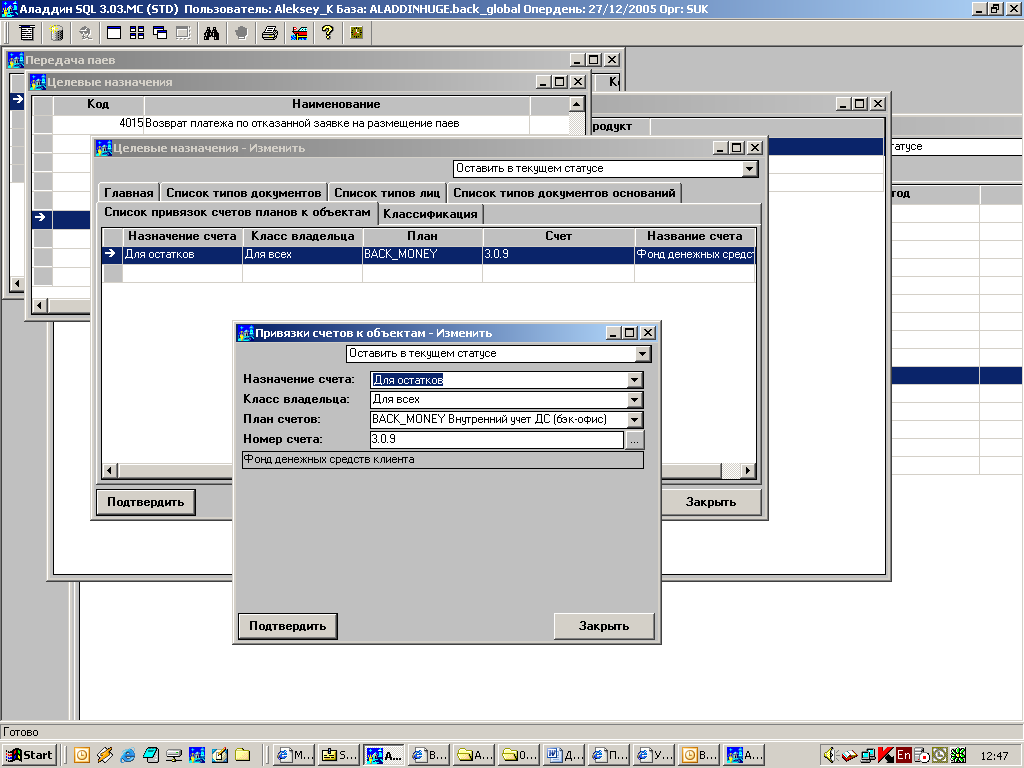 Аладдин SQL 3.03.MC (STD) Пользователь: Aleksey_K База: ALADDINHUGE.back_global Опердень: 27/12/2005 Орг: SUK
Передача паев
Целевые назначения
Код Наименование
4015 Возврат платежа по отказанной заявке на размещение паев
родукт
татусе
год
Целевые назначения - Изменить
Оставить в текущем статусе
Главная Список типов документов Список типов лиц Список типов документов оснований
Список привязок счетов планов к объектам Классификация
Назначение счета Класс владельца План Счет Название счета
Для остатков Для всех BACK_MONEY 3.0.9 Фонд денежных средст
Привязки счетов к объектам - Изменить
Оставить в текущем статусе
Назначение счета: Для остатков
Класс владельца: Для всех
План счетов: BACK_MONEY Внутренний учет ДС (бэк-офис)
Номер счета: 3.0.9 ...
Фонд денежных средств клиента
Подтвердить Закрыть
Подтвердить Закрыть
Готово
Start M... S... А... В... А... О... Д... П... У... В... А... En 12:47